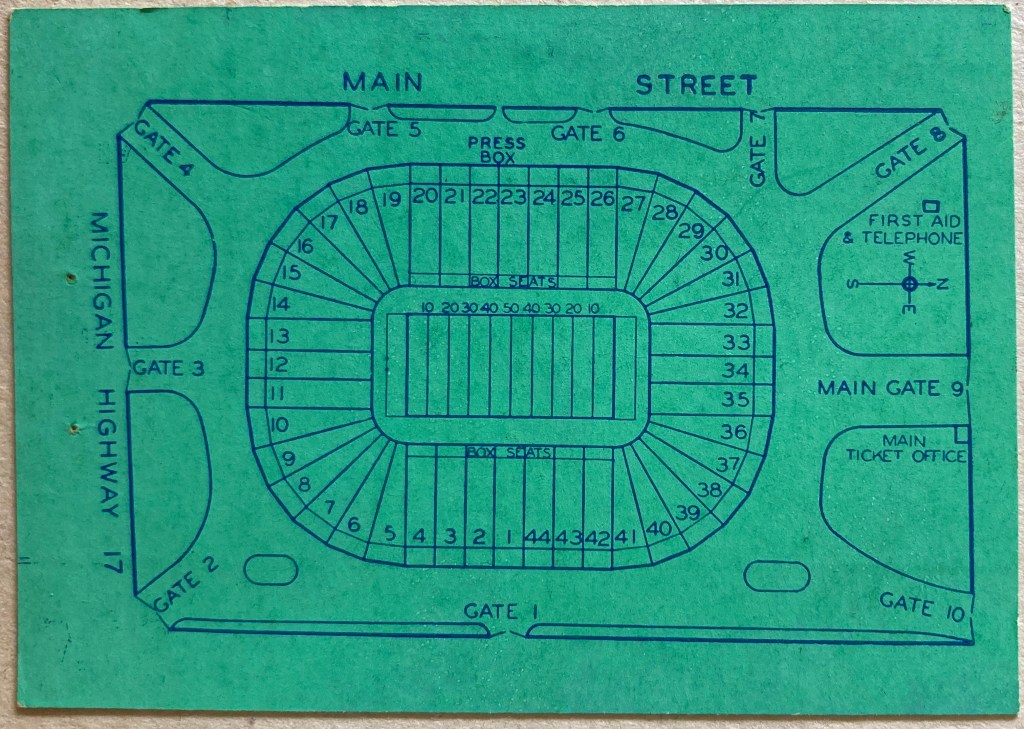 MAIN STREET
GATE 4
GATE 5
GATE 6
GATE 7
GATE 8
PRESS
BOX
MICHIGAN HIGHWAY 17
19 20 21 22 23 24 25 26 27
18
17
16
15
14
13
12
11
10
9
8
7
6
28
29
30
31
32
33
34
35
36
37
38
39
40
BOX SEATS
10 20 30 40 50 40 30 20 10
BOX SEATS
5 4 3 2 1 44 43 42 41
FIRST AID
& TELEPHONE
W
S N
E
GATE 3
MAIN GATE 9
MAIN
TICKET OFFICE
GATE 2
GATE 1
GATE 10